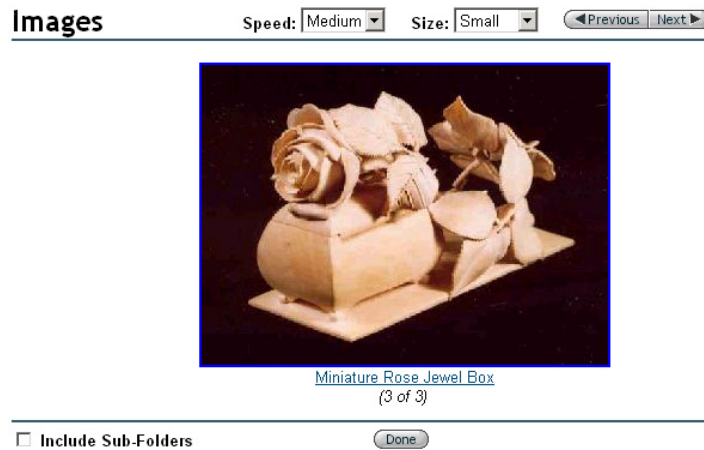 Images Speed: Medium Size: Small Previous Next
Miniature Rose Jewel Box
(3 of 3)
Include Sub-Folders Done